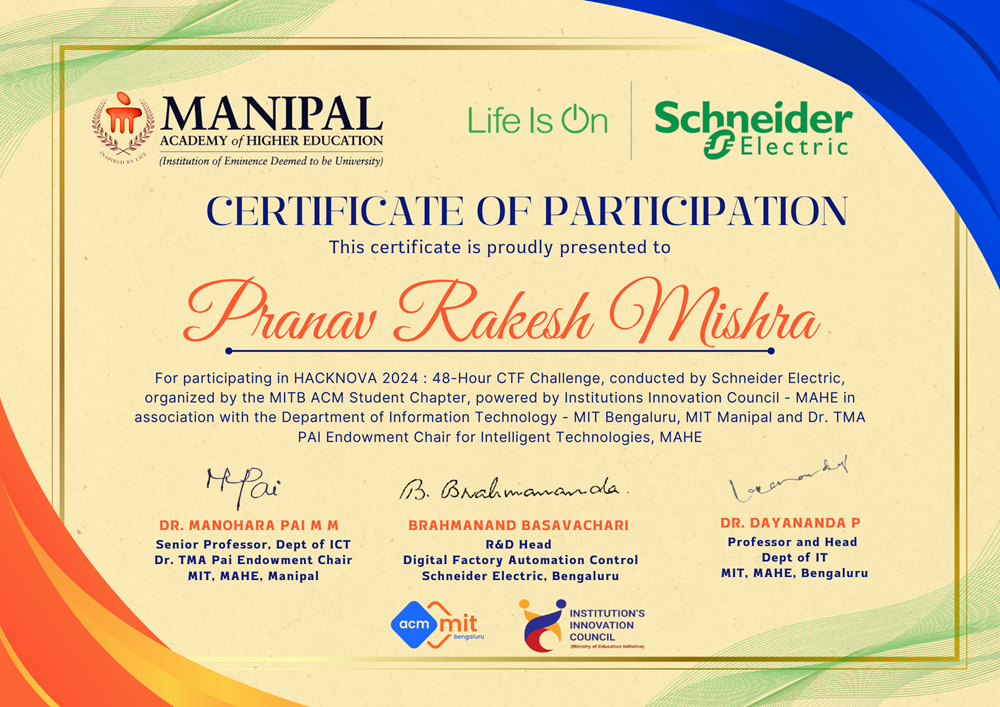 MANIPAL
ACADEMY of HIGHER EDUCATION
(Institution of Eminence Deemed to be University)
INSPIRED BY LIFE
Life Is On
Schneider
Electric
CERTIFICATE OF PARTICIPATION
This certificate is proudly presented to
Pranav Rakesh Mishra
For participating in HACKNOVA 2024 : 48-Hour CTF Challenge, conducted by Schneider Electric,
organized by the MITB ACM Student Chapter, powered by Institutions Innovation Council - MAHE in
association with the Department of Information Technology - MIT Bengaluru, MIT Manipal and Dr. TMA
PAI Endowment Chair for Intelligent Technologies, MAHE
B. Brahmananda.
DR. MANOHARA PAI M M
Senior Professor, Dept of ICT
Dr. TMA Pai Endowment Chair
MIT, MAHE, Manipal
BRAHMANAND BASAVACHARI
R&D Head
Digital Factory Automation Control
Schneider Electric, Bengaluru
DR. DAYANANDA P
Professor and Head
Dept of IT
MIT, MAHE, Bengaluru
acm mit
bengaluru
INSTITUTION'S
INNOVATION
COUNCIL
(Ministry of Education Initiative)